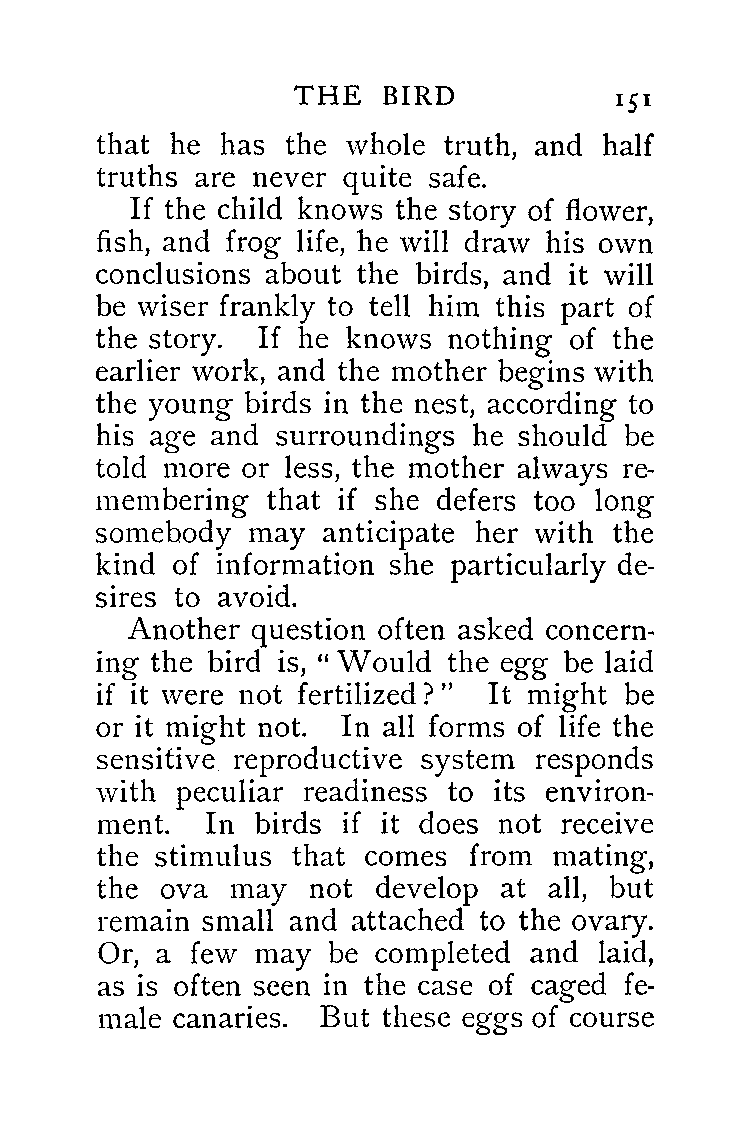 THE BIRD 151
that he has the whole truth, and half
truths are never quite safe.
If the child knows the story of flower,
fish, and frog life, he will draw his own
conclusions about the birds, and it will
be wiser frankly to tell him this part of
the story. If he knows nothing of the
earlier work, and the mother begins with
the young birds in the nest, according to
his age and surroundings he should be
told more or less, the mother always re-
membering that if she defers too long
somebody may anticipate her with the
kind of information she particularly de-
sires to avoid.
Another question often asked concern-
ing the bird is, “Would the egg be laid
if it were not fertilized?” It might be
or it might not. In all forms of life the
sensitive reproductive system responds
with peculiar readiness to its environ-
ment. In birds if it does not receive
the stimulus that comes from mating,
the ova may not develop at all, but
remain small and attached to the ovary.
Or, a few may be completed and laid,
as is often seen in the case of caged fe-
male canaries. But these eggs of course